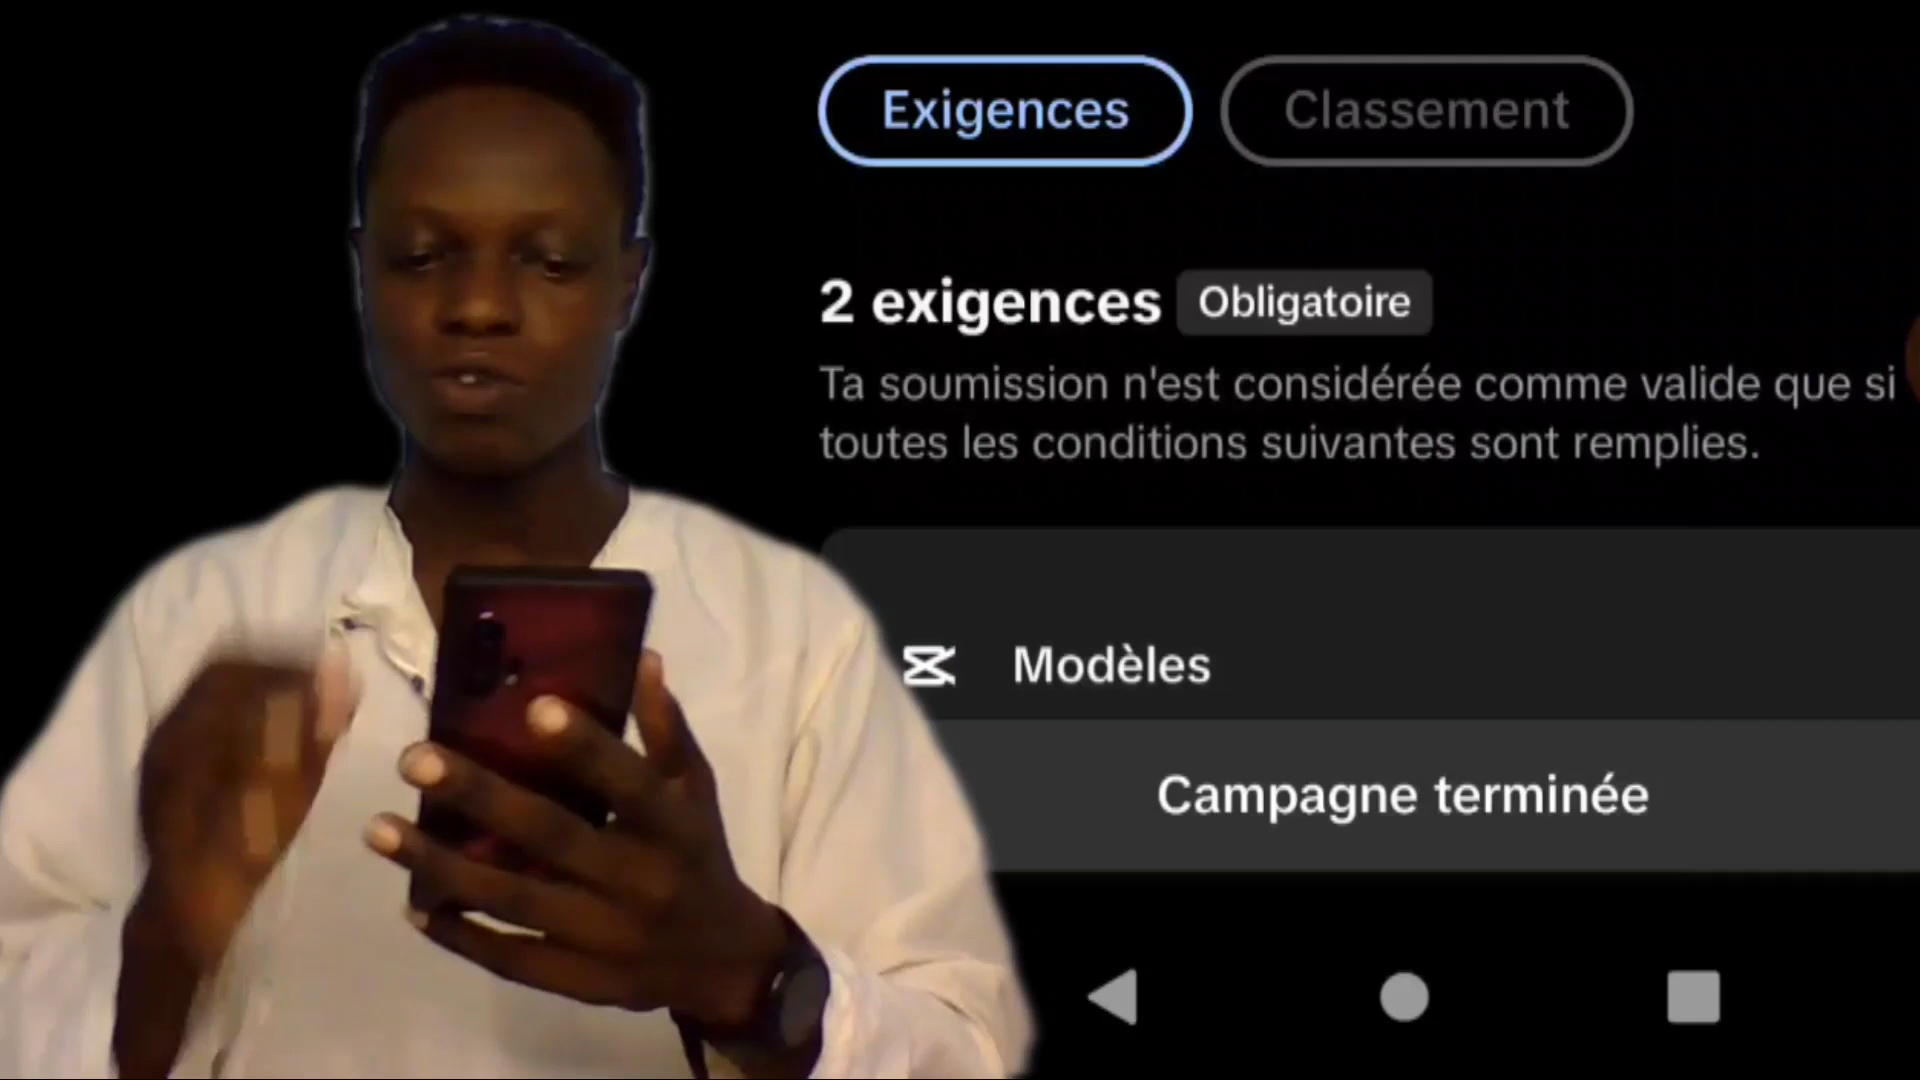 Exigences
Classement
2 exigences
Obligatoire
Ta soumission n'est considérée comme valide que si
toutes les conditions suivantes sont remplies.
Modèles
Campagne terminée